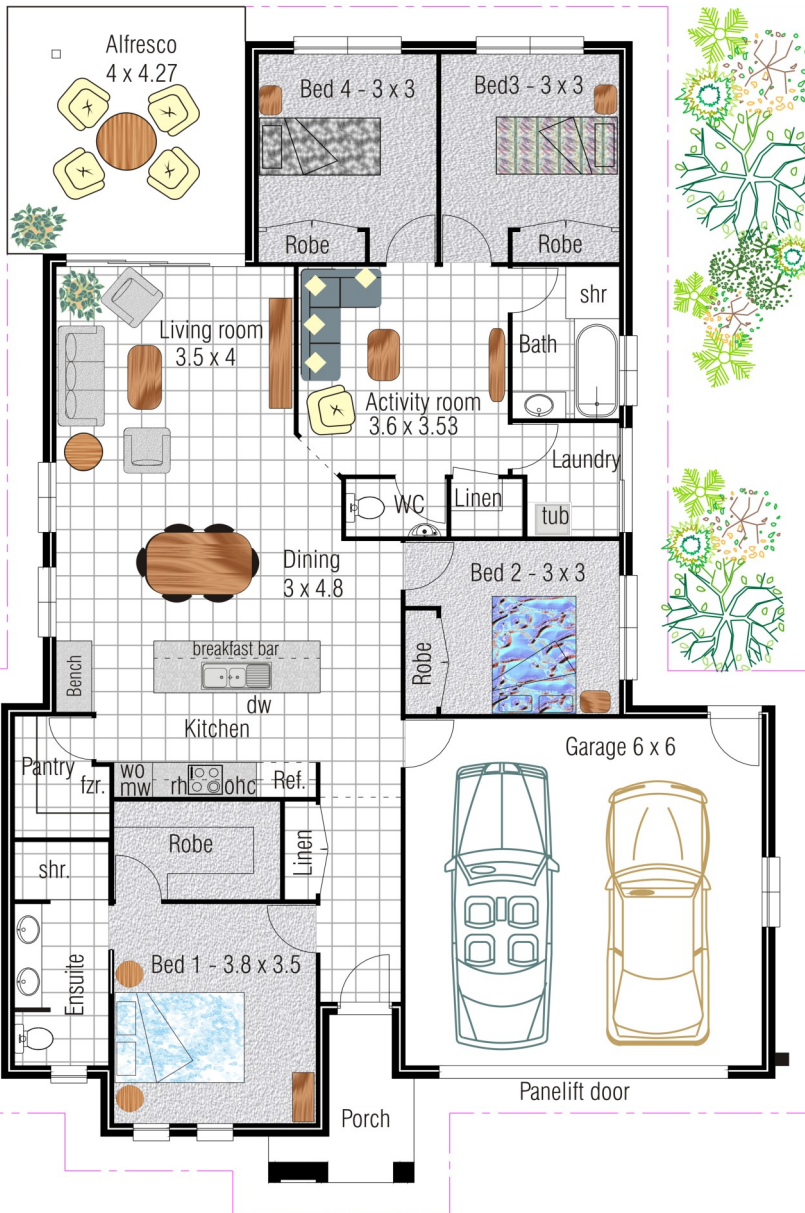 Alfresco
4 x 4.27
Bed 4 - 3 x 3
Bed3 - 3 x 3
Robe
Robe
Living room
3.5 x 4
shr
Bath
Activity room
3.6 x 3.53
Laundry
WC
Linen
tub
Dining
3 x 4.8
Bed 2 - 3 x 3
Robe
breakfast bar
Bench
dw
Kitchen
Garage 6 x 6
Pantry
fzr.
wo
mw
rh
ohc
Ref.
Robe
Linen
shr.
Bed 1 - 3.8 x 3.5
Ensuite
Panelift door
Porch